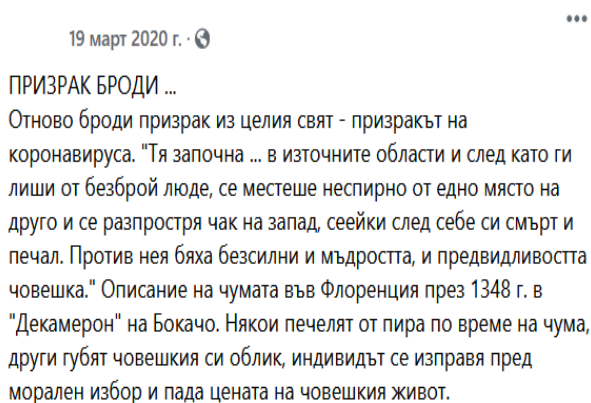 19 март 2020 г. ·
ПРИЗРАК БРОДИ ...
Отново броди призрак из целия свят - призракът на
коронавируса. "Тя започна ... в източните области и след като ги
лиши от безброй люде, се местеше неспирно от едно място на
друго и се разпростря чак на запад, сеейки след себе си смърт и
печал. Против нея бяха безсилни и мъдростта, и предвидливостта
човешка." Описание на чумата във Флоренция през 1348 г. в
"Декамерон" на Бокачо. Някои печелят от пира по време на чума,
други губят човешкия си облик, индивидът се изправя пред
морален избор и пада цената на човешкия живот.